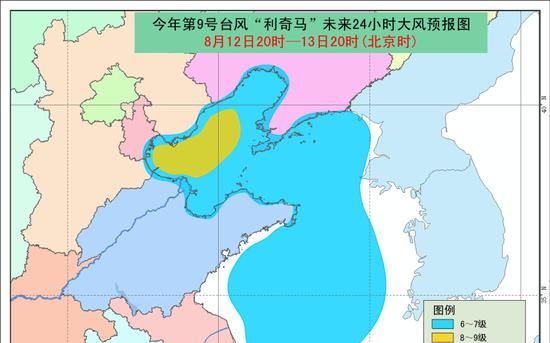 今年第9号台风“利奇马”未来24小时大风预报图
8月12日20时—13日20时(北京时)
40°N
35°N
图例
6～7级
8～9级